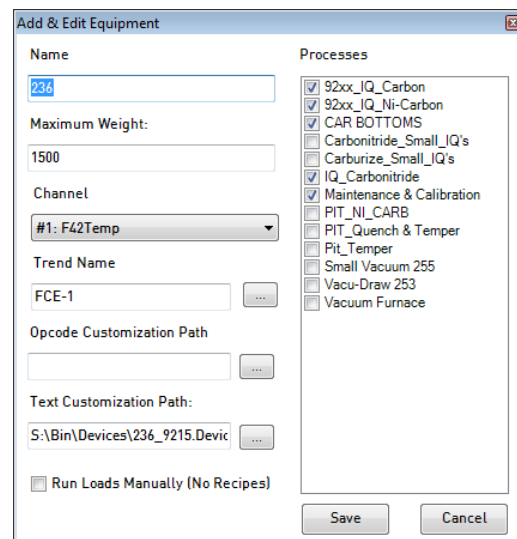 Add & Edit Equipment
Name
236
Maximum Weight:
1500
Channel
#1: F42Temp
Trend Name
FCE-1
...
Opcode Customization Path
...
Text Customization Path:
S:\Bin\Devices\236_9215.Devic
...
Run Loads Manually (No Recipes)
Processes
92xx_IQ_Carbon
92xx_IQ_Ni-Carbon
CAR BOTTOMS
Carbonitride_Small_IQ's
Carburize_Small_IQ's
IQ_Carbonitride
Maintenance & Calibration
PIT_NI_CARB
PIT_Quench & Temper
Pit_Temper
Small Vacuum 255
Vacu-Draw 253
Vacuum Furnace
Save
Cancel